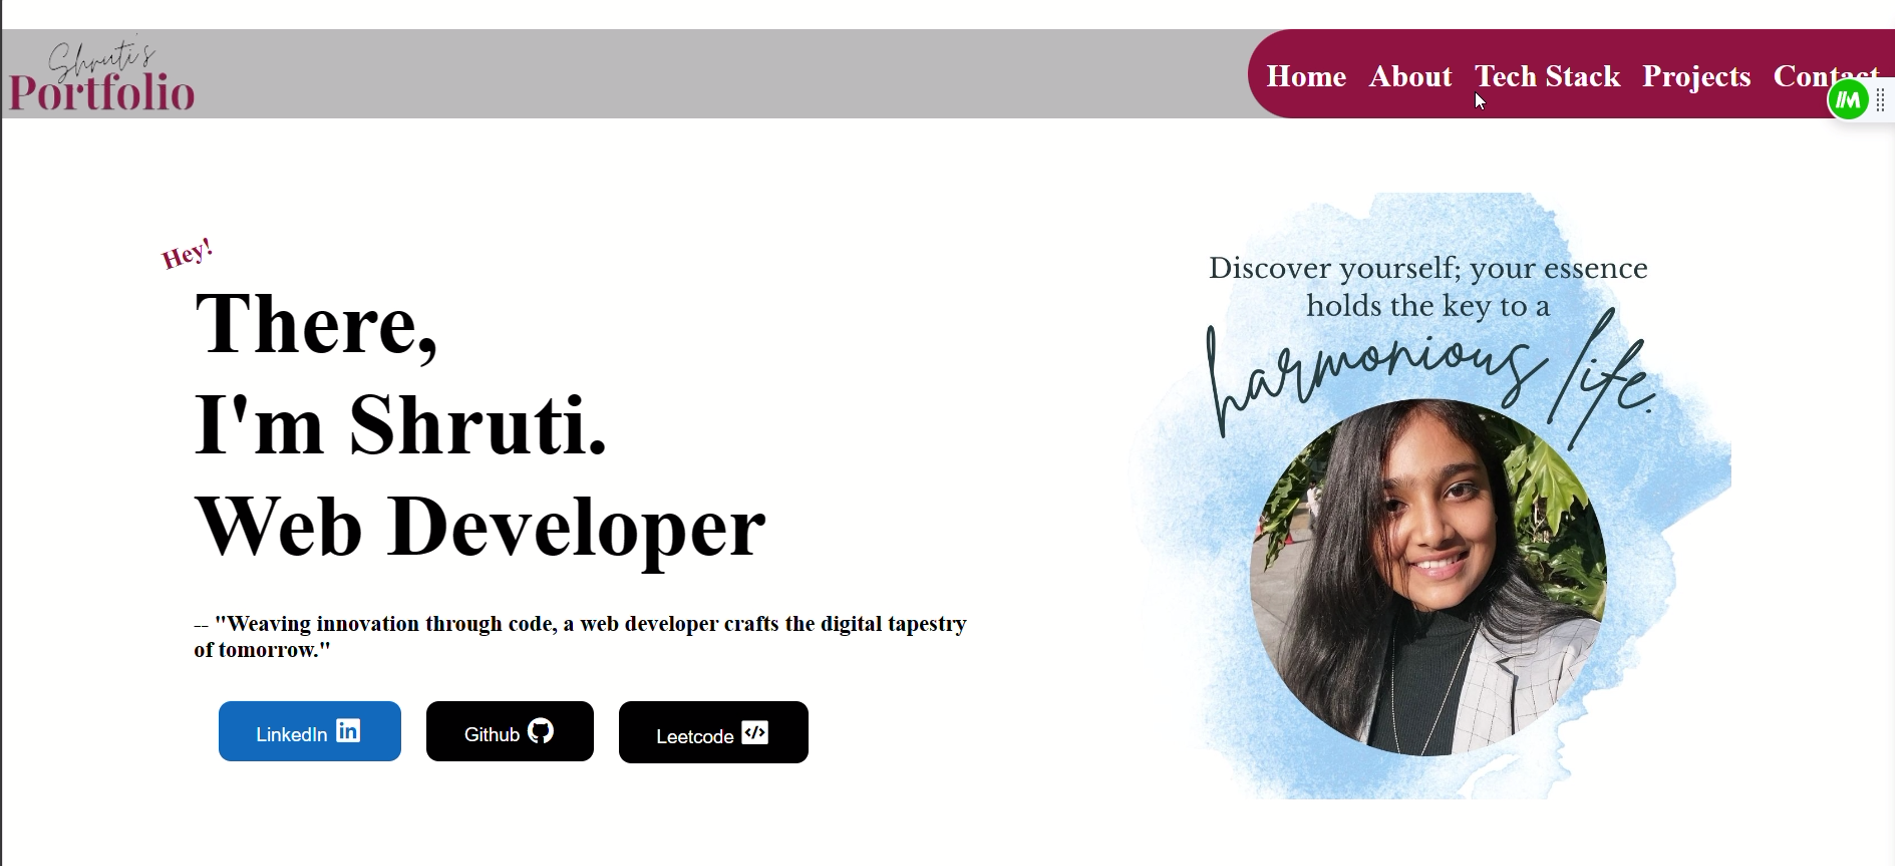 Shruti's
Portfolio
Home About Tech Stack Projects Contact
Hey!
There,
I'm Shruti.
Web Developer
-- "Weaving innovation through code, a web developer crafts the digital tapestry
of tomorrow."
LinkedIn in
Github
Leetcode </>
Discover yourself; your essence
holds the key to a
harmonious life.